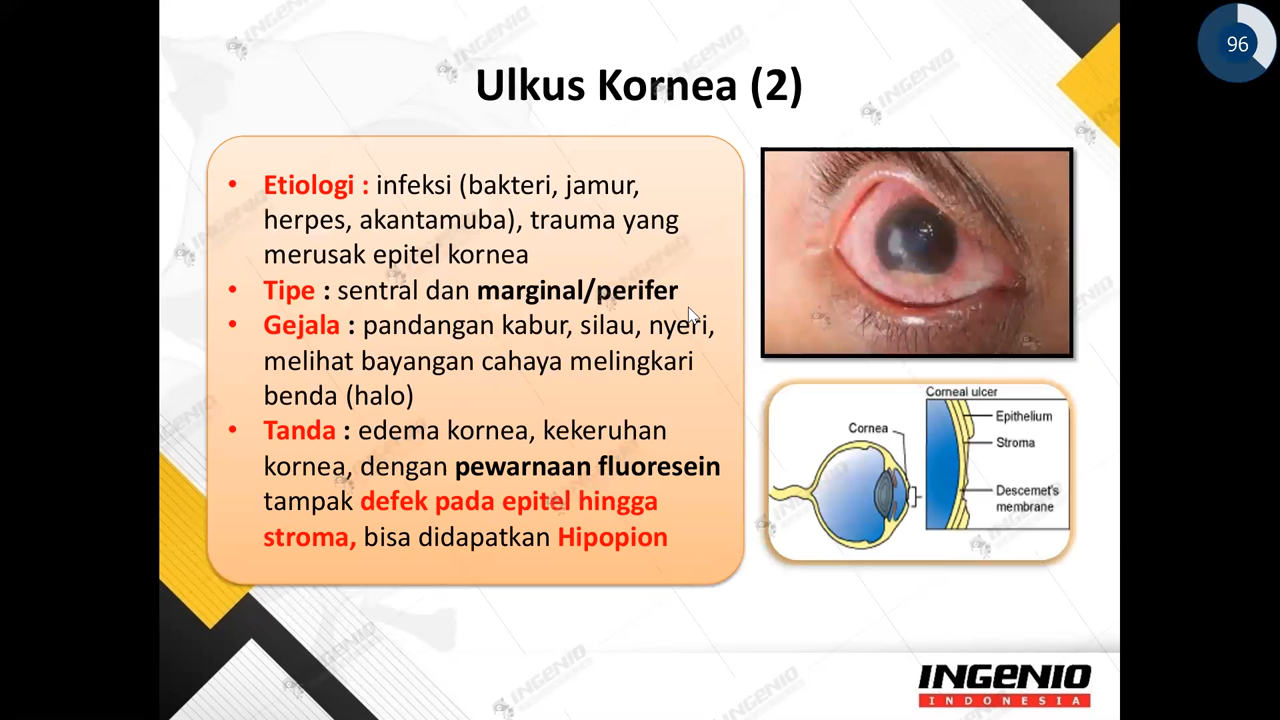 96
Ulkus Kornea (2)
• Etiologi : infeksi (bakteri, jamur,
herpes, akantamuba), trauma yang
merusak epitel kornea
• Tipe : sentral dan marginal/perifer
• Gejala : pandangan kabur, silau, nyeri,
melihat bayangan cahaya melingkari
benda (halo)
• Tanda : edema kornea, kekeruhan
kornea, dengan pewarnaan fluoresein
tampak defek pada epitel hingga
stroma, bisa didapatkan Hipopion
Corneal ulcer
Cornea
Epithelium
Stroma
Descemet's
membrane
INGENIO
INDONESIA